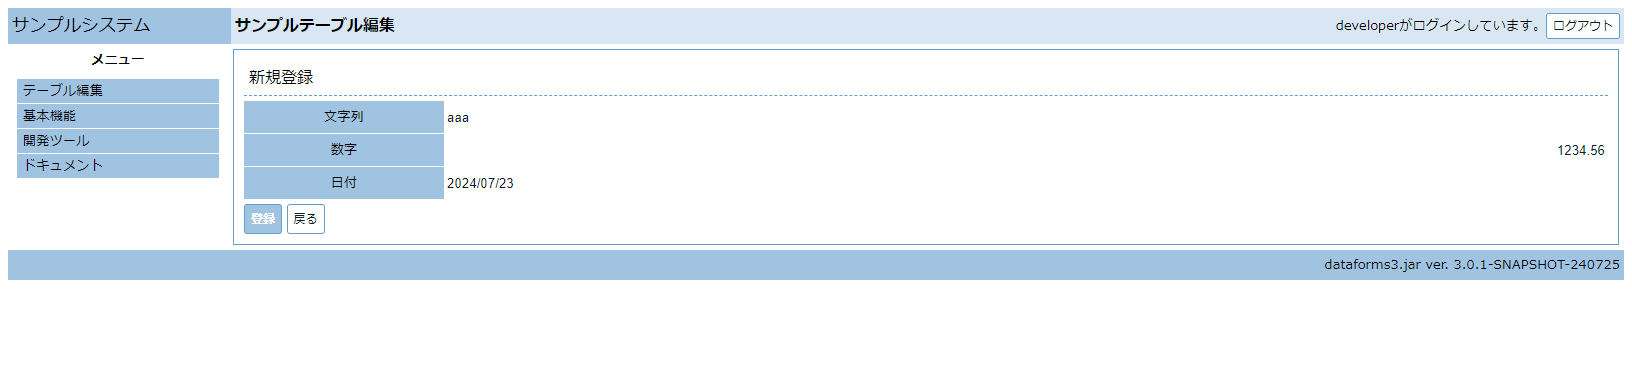 サンプルシステム
サンプルテーブル編集
developerがログインしています。 ログアウト
メニュー
テーブル編集
基本機能
開発ツール
ドキュメント
新規登録
文字列 aaa
数字 1234.56
日付 2024/07/23
登録 戻る
dataforms3.jar ver. 3.0.1-SNAPSHOT-240725